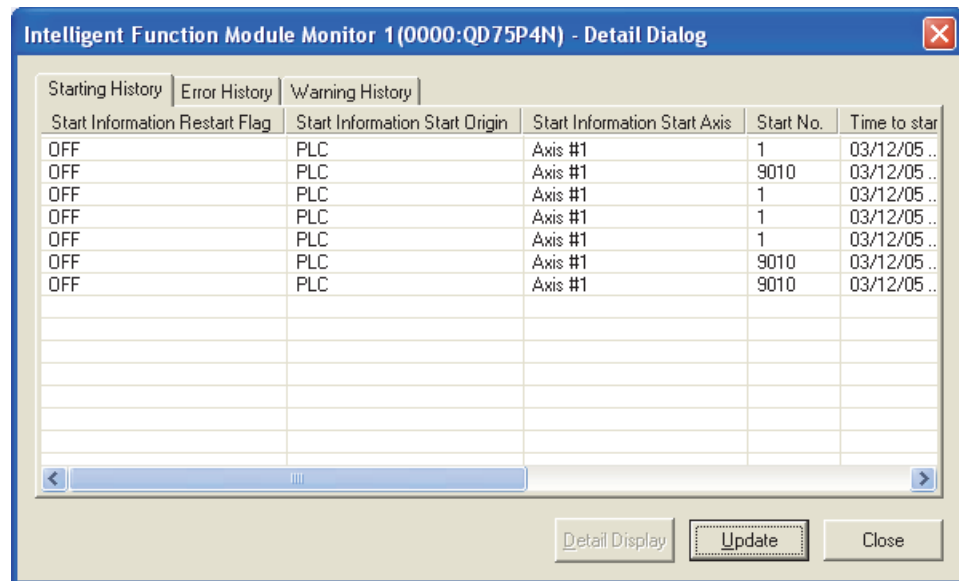 Intelligent Function Module Monitor 1(0000:QD75P4N) - Detail Dialog
Starting History Error History Warning History
Start Information Restart Flag Start Information Start Origin Start Information Start Axis Start No. Time to star
OFF PLC Axis #1 1 03/12/05 ..
OFF PLC Axis #1 9010 03/12/05 ..
OFF PLC Axis #1 1 03/12/05 ..
OFF PLC Axis #1 1 03/12/05 ..
OFF PLC Axis #1 1 03/12/05 ..
OFF PLC Axis #1 9010 03/12/05 ..
OFF PLC Axis #1 9010 03/12/05 ..
Detail Display Update Close